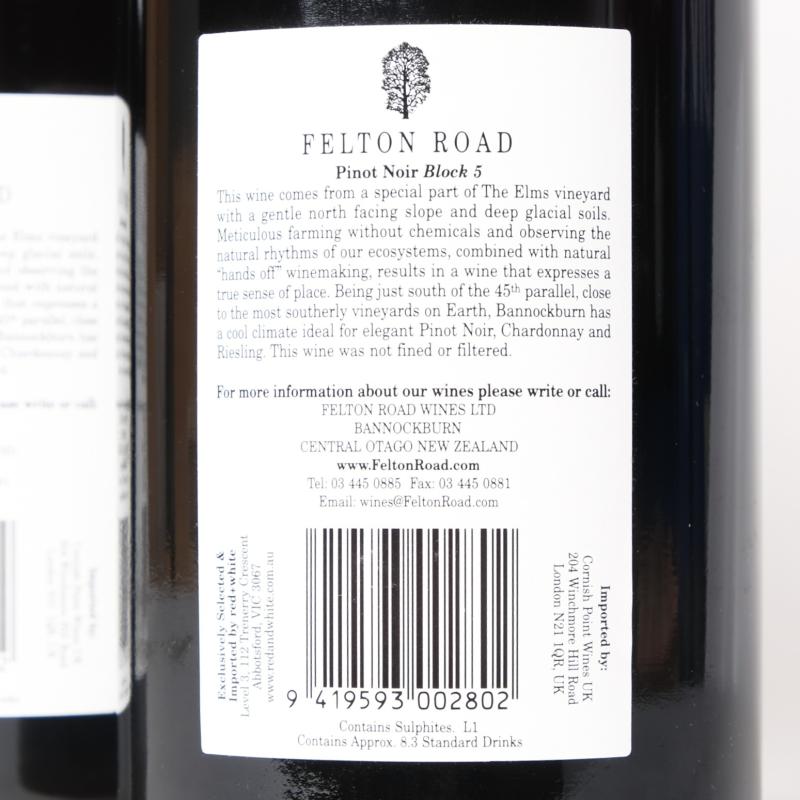 FELTON ROAD
Pinot Noir Block 5
This wine comes from a special part of The Elms vineyard
with a gentle north facing slope and deep glacial soils.
Meticulous farming without chemicals and observing the
natural rhythms of our ecosystems, combined with natural
"hands off" winemaking, results in a wine that expresses a
true sense of place. Being just south of the 45th parallel, close
to the most southerly vineyards on Earth, Bannockburn has
a cool climate ideal for elegant Pinot Noir, Chardonnay and
Riesling. This wine was not fined or filtered.
For more information about our wines please write or call:
FELTON ROAD WINES LTD
BANNOCKBURN
CENTRAL OTAGO NEW ZEALAND
www.FeltonRoad.com
Tel: 03 445 0885 Fax: 03 445 0881
Email: wines@FeltonRoad.com
Exclusively Selected &
Imported by red+white
Level 3, 112 Trenerry Crescent
Abbotsford, VIC 3067
www.redandwhite.com.au
Imported by:
Cornish Point Wines UK
204 Winchmore Hill Road
London N21 1QR UK
9 419593 002802
Contains Sulphites. L1
Contains Approx. 8.3 Standard Drinks